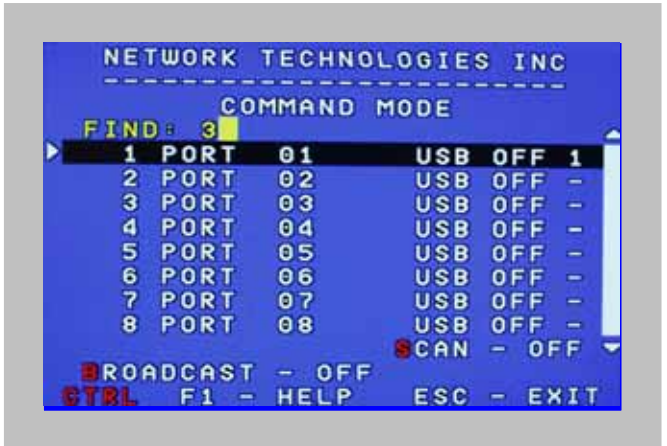 NETWORK TECHNOLOGIES INC
------------------------------
COMMAND MODE
FIND: 3
1 PORT 01 USB OFF 1
2 PORT 02 USB OFF -
3 PORT 03 USB OFF -
4 PORT 04 USB OFF -
5 PORT 05 USB OFF -
6 PORT 06 USB OFF -
7 PORT 07 USB OFF -
8 PORT 08 USB OFF -
SCAN - OFF
BROADCAST - OFF
CTRL F1 - HELP ESC - EXIT